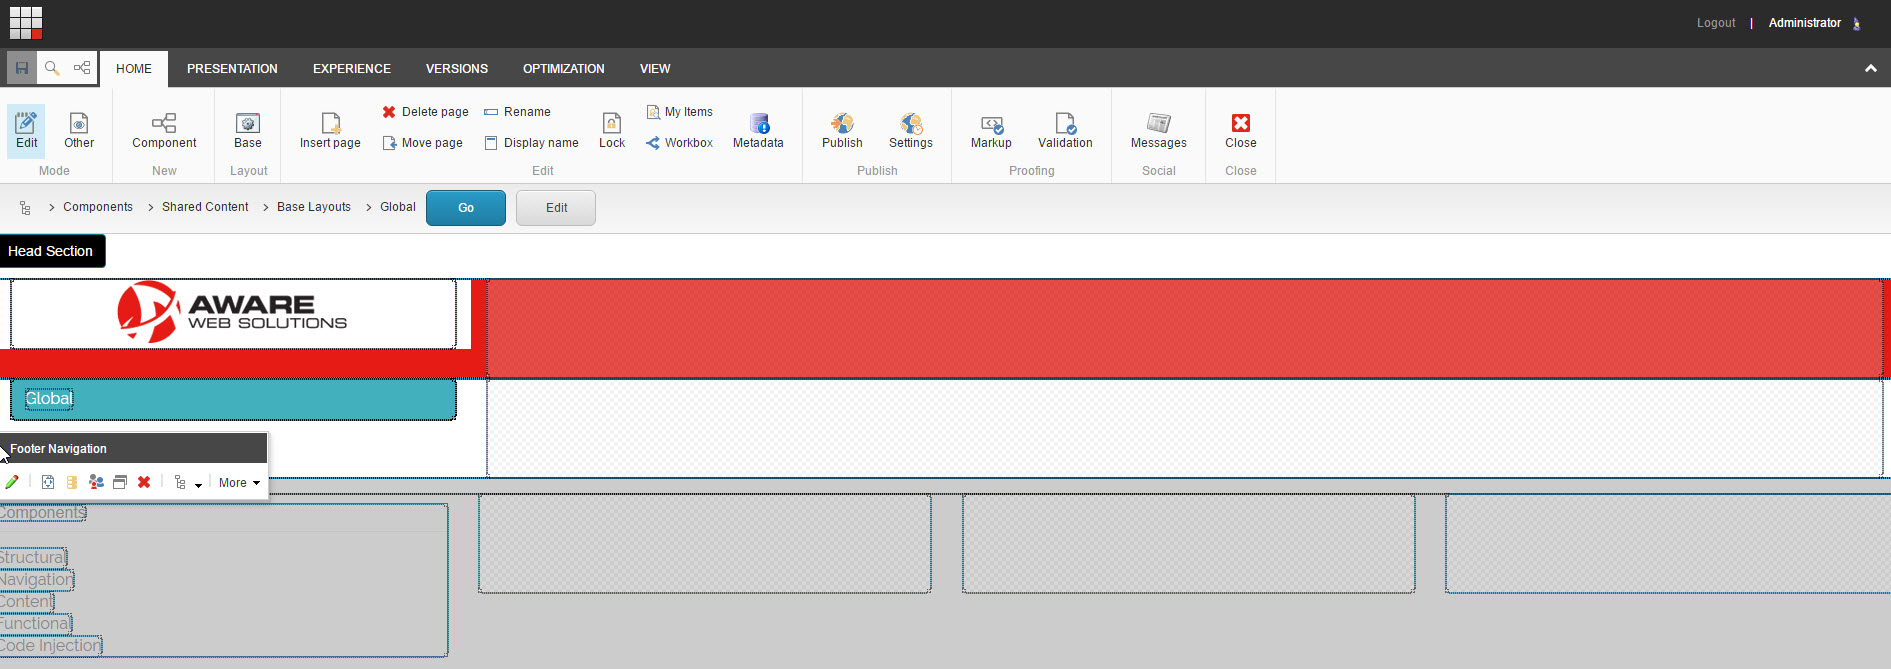 Logout | Administrator
HOME PRESENTATION EXPERIENCE VERSIONS OPTIMIZATION VIEW
Delete page Rename My Items
Edit Other Component Base Insert page Move page Display name Lock Workbox Metadata Publish Settings Markup Validation Messages Close
Mode New Layout Edit Publish Proofing Social Close
> Components > Shared Content > Base Layouts > Global Go Edit
Head Section
AWARE
WEB SOLUTIONS
Global
Footer Navigation
More
Components
Structural
Navigation
Content
Functional
Code Injection